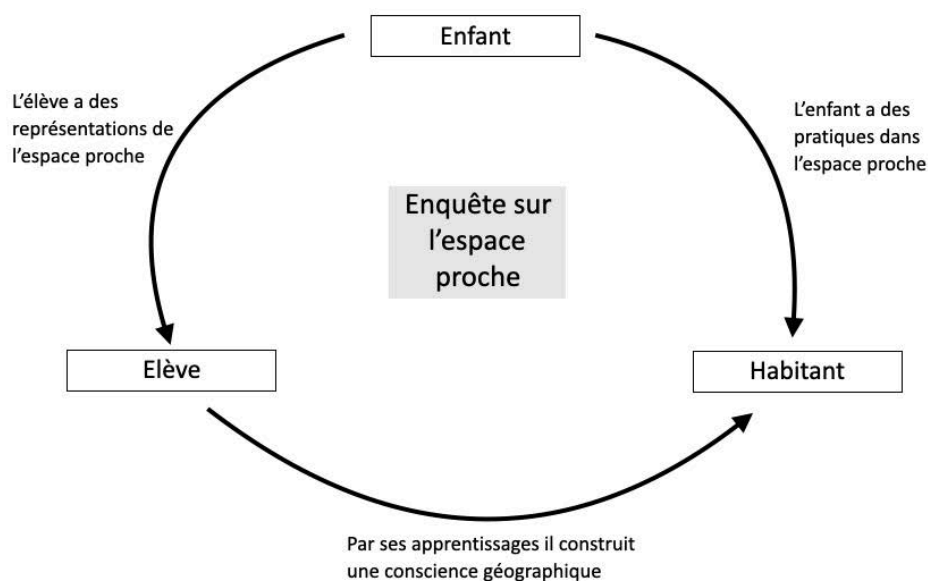 Enfant
L'élève a des
représentations de
l'espace proche
L'enfant a des
pratiques dans
l'espace proche
Enquête sur
l'espace
proche
Elève
Habitant
Par ses apprentissages il construit
une conscience géographique